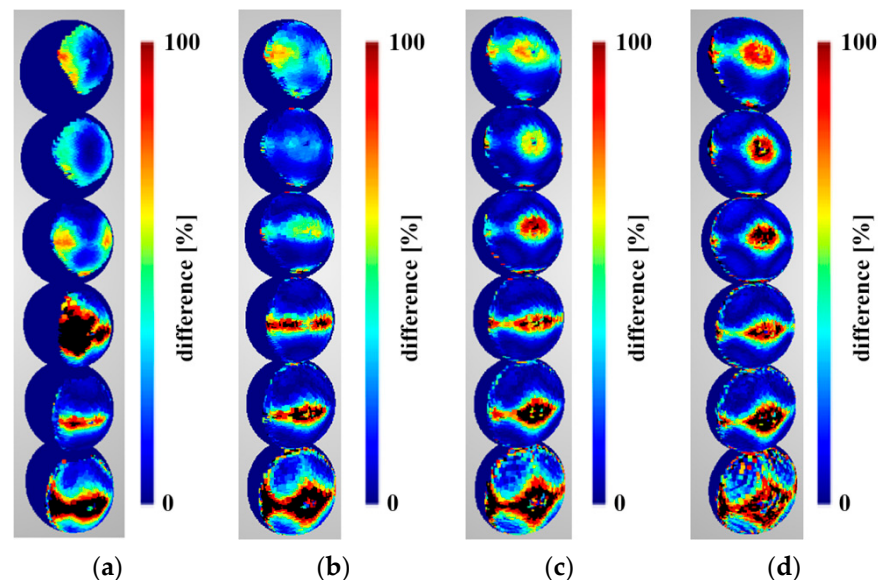 100 100 100 100
difference [%] difference [%] difference [%] difference [%]
0 0 0 0
(a) (b) (c) (d)